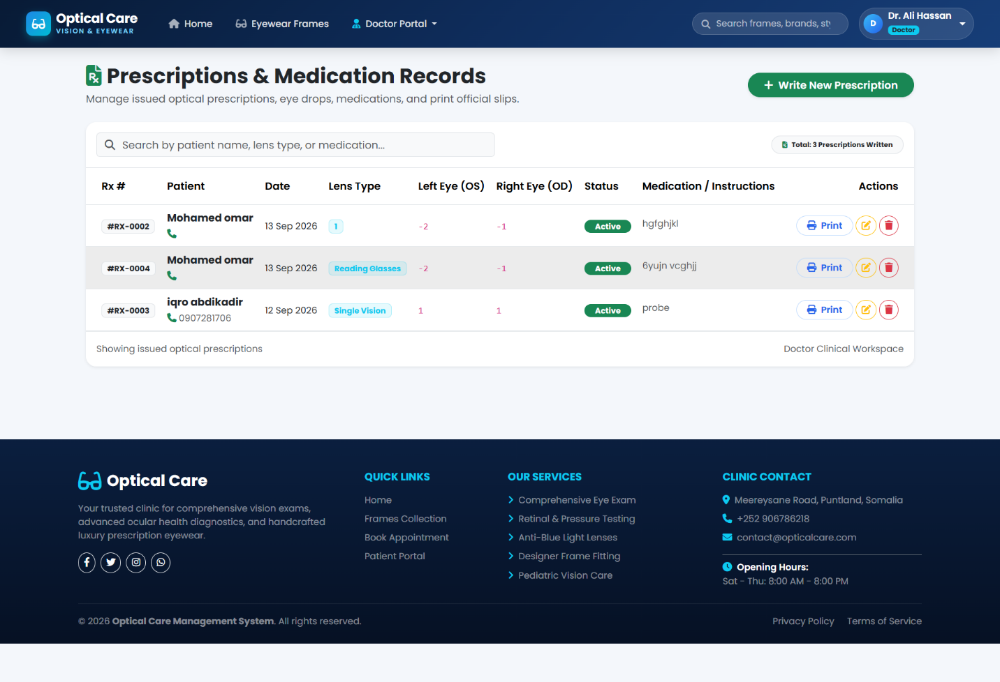 Optical Care
VISION & EYEWEAR
Home
Eyewear Frames
Doctor Portal
Search frames, brands, sty
D
Dr. Ali Hassan
Doctor
Prescriptions & Medication Records
Manage issued optical prescriptions, eye drops, medications, and print official slips.
+ Write New Prescription
Search by patient name, lens type, or medication...
Total: 3 Prescriptions Written
Rx # Patient Date Lens Type Left Eye (OS) Right Eye (OD) Status Medication / Instructions Actions
#RX-0002 Mohamed omar 13 Sep 2026 1 -2 -1 Active hgfghjkl Print
#RX-0004 Mohamed omar 13 Sep 2026 Reading Glasses -2 -1 Active 6yujn vcghjj Print
#RX-0003 iqro abdikadir 12 Sep 2026 Single Vision 1 1 Active probe Print
0907281706
Showing issued optical prescriptions
Doctor Clinical Workspace
Optical Care
Your trusted clinic for comprehensive vision exams,
advanced ocular health diagnostics, and handcrafted
luxury prescription eyewear.
QUICK LINKS
Home
Frames Collection
Book Appointment
Patient Portal
OUR SERVICES
Comprehensive Eye Exam
Retinal & Pressure Testing
Anti-Blue Light Lenses
Designer Frame Fitting
Pediatric Vision Care
CLINIC CONTACT
Meereysane Road, Puntland, Somalia
+252 906786218
contact@opticalcare.com
Opening Hours:
Sat - Thu: 8:00 AM - 8:00 PM
© 2026 Optical Care Management System. All rights reserved.
Privacy Policy
Terms of Service